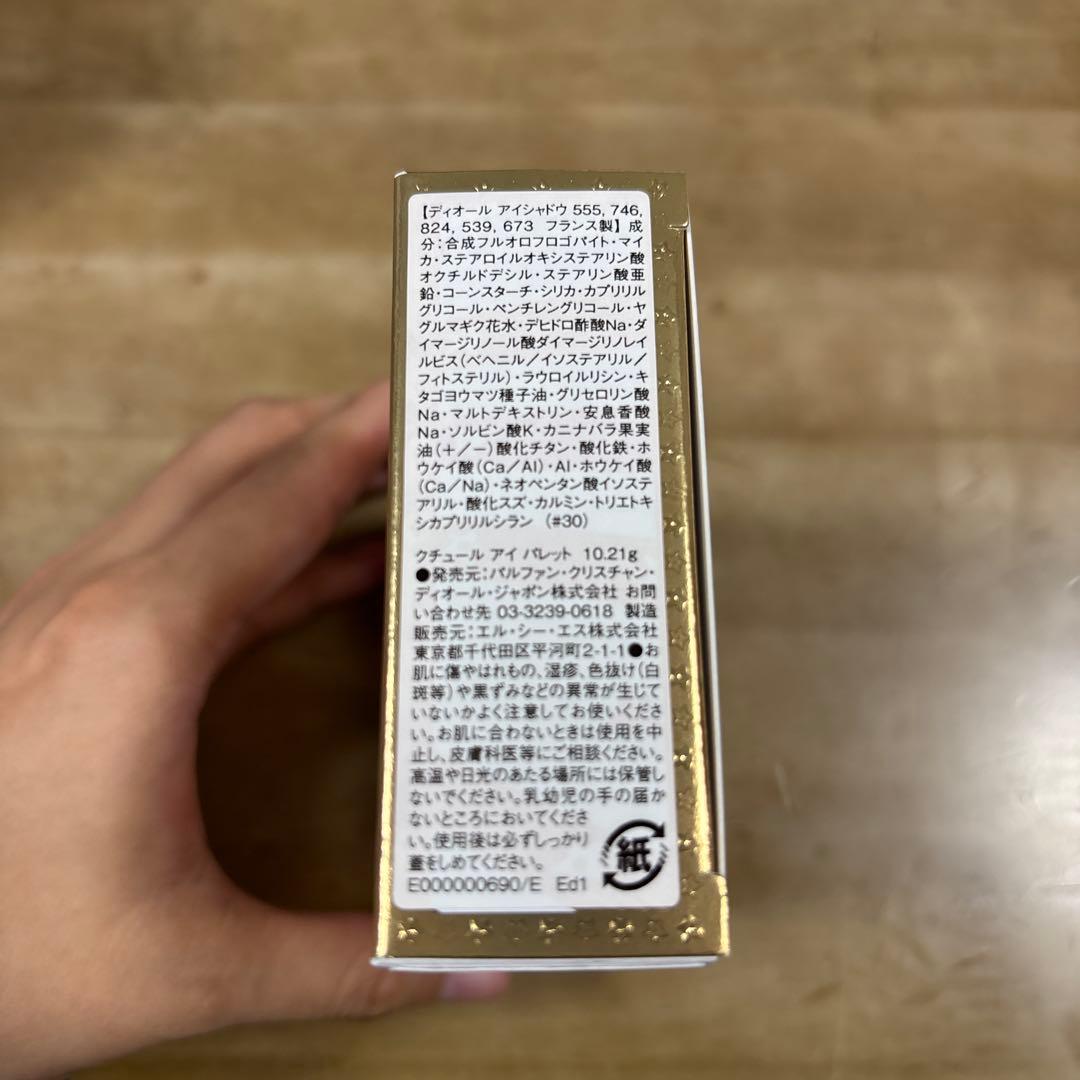 【ディオール アイシャドウ 555, 746,
824, 539, 673 フランス製】 成
分：合成フルオロフロゴパイト・マイ
カ・ステアロイルオキシステアリン酸
オクチルドデシル・ステアリン酸亜
鉛・コーンスターチ・シリカ・カプリリル
グリコール・ペンチレングリコール・ヤ
グルマギク花水・デヒドロ酢酸Na・ダ
イマージリノール酸ダイマージリノレイ
ルビス（ベヘニル／イソステアリル／
フィトステリル）・ラウロイルリシン・キ
タゴヨウマツ種子油・グリセロリン酸
Na・マルトデキストリン・安息香酸
Na・ソルビン酸K・カニナバラ果実
油（＋／－）酸化チタン・酸化鉄・ホ
ウケイ酸（Ca／Al）・Al・ホウケイ酸
（Ca／Na）・ネオペンタン酸イソステ
アリル・酸化スズ・カルミン・トリエトキ
シカプリリルシラン （#30）
クチュール アイ パレット 10.21g
●発売元：パルファン・クリスチャン・
ディオール・ジャポン株式会社 お問
い合わせ先 03-3239-0618 製造
販売元：エル・シー・エス株式会社
東京都千代田区平河町2-1-1●お
肌に傷やはれもの、湿疹、色抜け（白
斑等）や黒ずみなどの異常が生じて
いないかよく注意してお使いくださ
い。お肌に合わないときは使用を中
止し、皮膚科医等にご相談ください。
高温や日光のあたる場所には保管し
ないでください。乳幼児の手の届か
ないところにおいてくださ
い。使用後は必ずしっかり
蓋をしめてください。
紙
E000000690/E Ed1